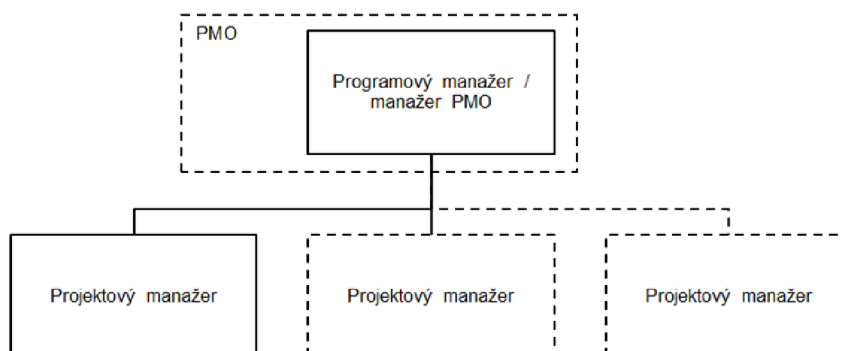 PMO
Programový manažer /
manažer PMO
Projektový manažer
Projektový manažer
Projektový manažer